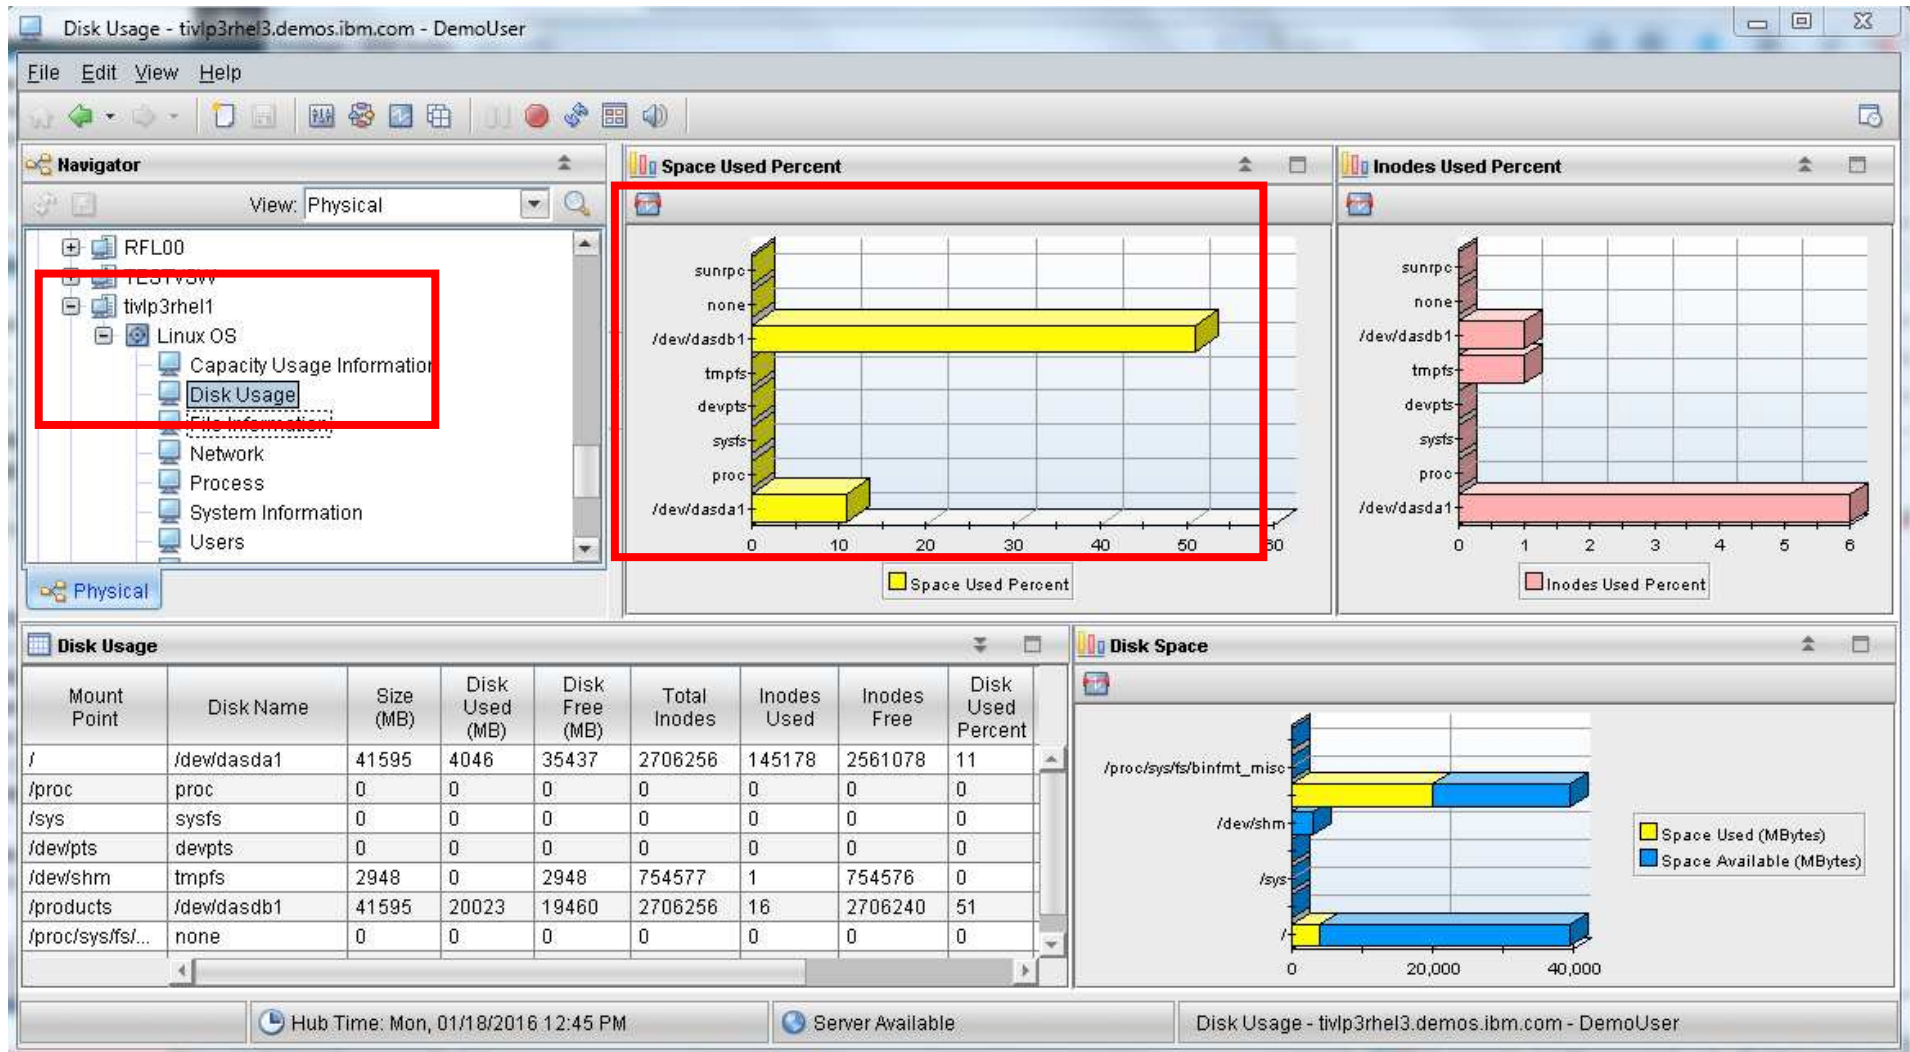 Disk Usage - tivlp3rhel3.demos.ibm.com - DemoUser
File Edit View Help
Navigator
View: Physical
RFL00
TESTVSW
tivlp3rhel1
Linux OS
Capacity Usage Information
Disk Usage
File Information
Network
Process
System Information
Users
Physical
Space Used Percent
sunrpc
none
/dev/dasdb1
tmpfs
devpts
sysfs
proc
/dev/dasda1
0 10 20 30 40 50 60
Space Used Percent
Inodes Used Percent
sunrpc
none
/dev/dasdb1
tmpfs
devpts
sysfs
proc
/dev/dasda1
0 1 2 3 4 5 6
Inodes Used Percent
Disk Usage
Mount Point Disk Name Size (MB) Disk Used (MB) Disk Free (MB) Total Inodes Inodes Used Inodes Free Disk Used Percent
/ /dev/dasda1 41595 4046 35437 2706256 145178 2561078 11
/proc proc 0 0 0 0 0 0 0
/sys sysfs 0 0 0 0 0 0 0
/dev/pts devpts 0 0 0 0 0 0 0
/dev/shm tmpfs 2948 0 2948 754577 1 754576 0
/products /dev/dasdb1 41595 20023 19460 2706256 16 2706240 51
/proc/sys/fs/... none 0 0 0 0 0 0 0
Disk Space
/proc/sys/fs/binfmt_misc
/dev/shm
/sys
/
0 20,000 40,000
Space Used (MBytes)
Space Available (MBytes)
Hub Time: Mon, 01/18/2016 12:45 PM
Server Available
Disk Usage - tivlp3rhel3.demos.ibm.com - DemoUser